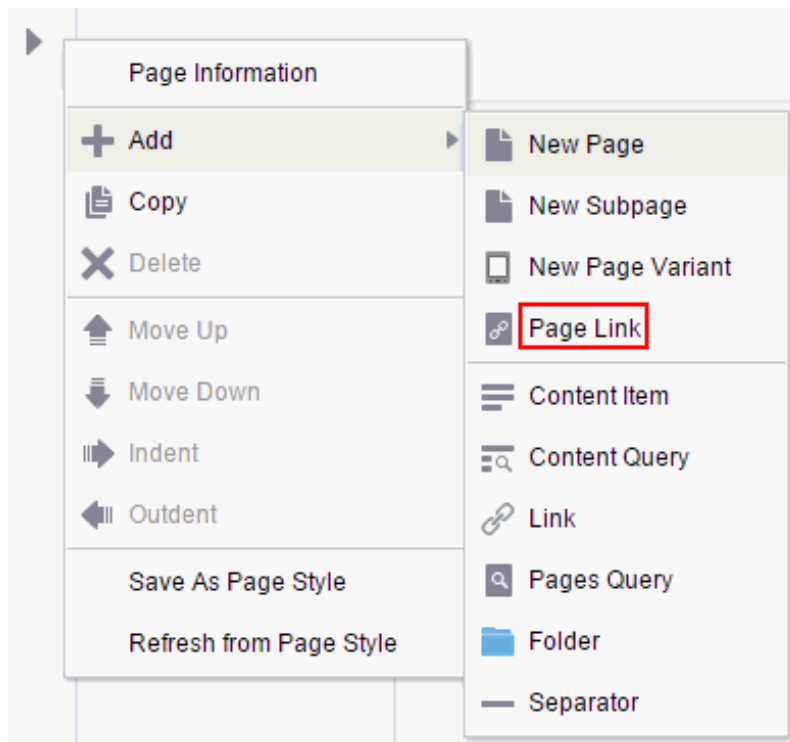 Page Information
Add
Copy
Delete
Move Up
Move Down
Indent
Outdent
Save As Page Style
Refresh from Page Style
New Page
New Subpage
New Page Variant
Page Link
Content Item
Content Query
Link
Pages Query
Folder
Separator